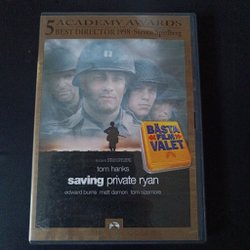 5 ACADEMY AWARDS
BEST DIRECTOR 1998 Steven Spielberg
BÄSTA
FILM
VALET
tom hanks
saving private ryan
edward burns matt damon tom sizemore